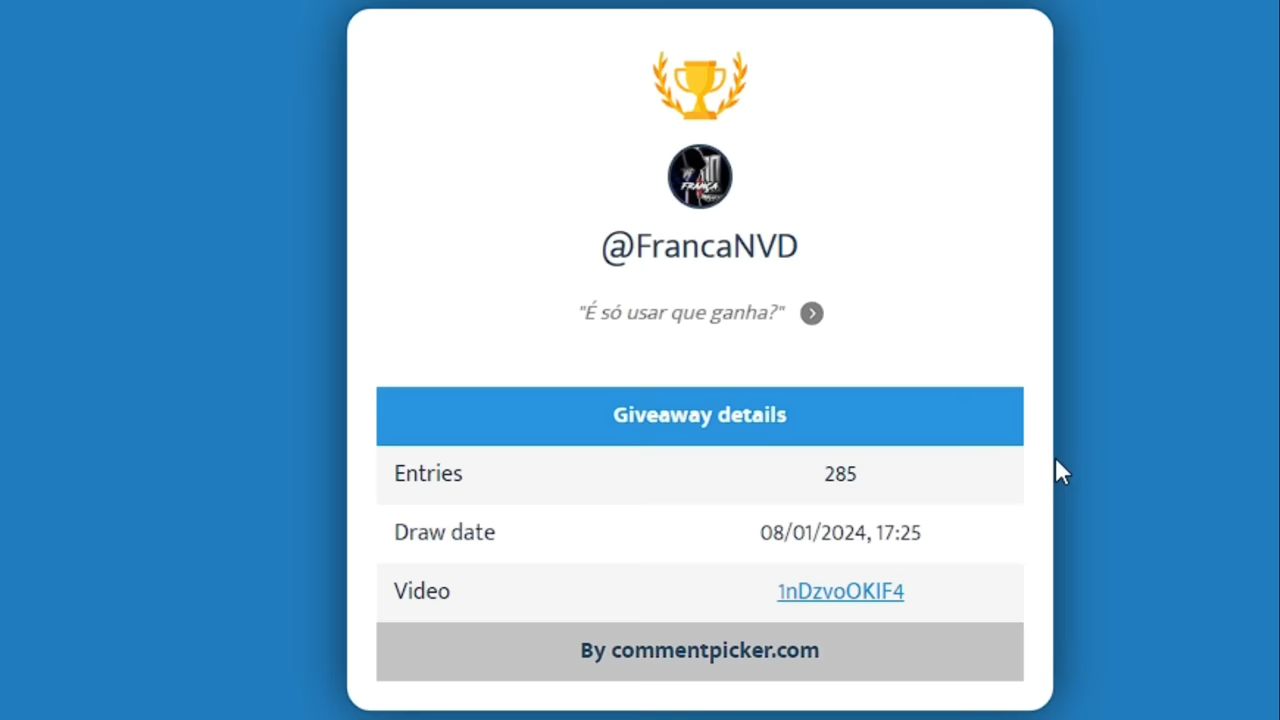 FRANÇA
@FrancaNVD
"É só usar que ganha?"
Giveaway details
Entries 285
Draw date 08/01/2024, 17:25
Video 1nDzvoOKIF4
By commentpicker.com